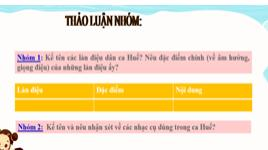 THẢO LUẬN NHÓM:
Nhóm 1: Kể tên các làn điệu dân ca Huế? Nêu đặc điểm chính (về âm hưởng,
giọng điệu) của những làn điệu ấy?
Làn điệu Đặc điểm Nội dung
Nhóm 2: Kể tên và nêu nhận xét về các nhạc cụ dùng trong ca Huế?